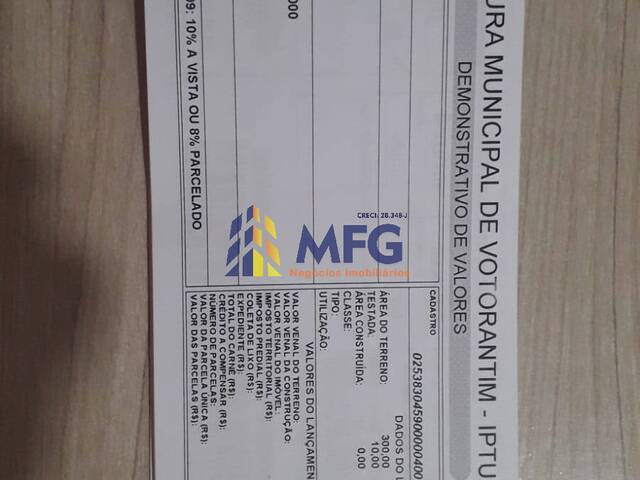 URA MUNICIPAL DE VOTORANTIM - IPTU
DEMONSTRATIVO DE VALORES
CADASTRO
0253830459000000400
DADOS DO
ÁREA DO TERRENO: 300,00
TESTADA: 10,00
ÁREA CONSTRUÍDA: 0,00
CLASSE:
TIPO:
UTILIZAÇÃO:
VALORES DO LANÇAMEN
VALOR VENAL DO TERRENO:
VALOR VENAL DA CONSTRUÇÃO:
VALOR VENAL DO IMÓVEL:
IMPOSTO TERRITORIAL (R$):
IMPOSTO PREDIAL (R$):
COLETA DE LIXO (R$):
EXPEDIENTE (R$):
TOTAL DO CARNÊ (R$):
CRÉDITO A COMPENSAR (R$):
NÚMERO DE PARCELAS:
VALOR DA PARCELA ÚNICA (R$):
VALOR DAS PARCELAS (R$):
000
09: 10% A VISTA OU 8% PARCELADO
CRECI: 28.348-J
MFG
Negócios Imobiliários